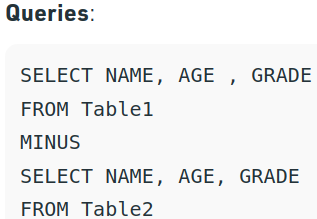 Queries:
SELECT NAME, AGE , GRADE
FROM Table1
MINUS
SELECT NAME, AGE, GRADE
FROM Table2